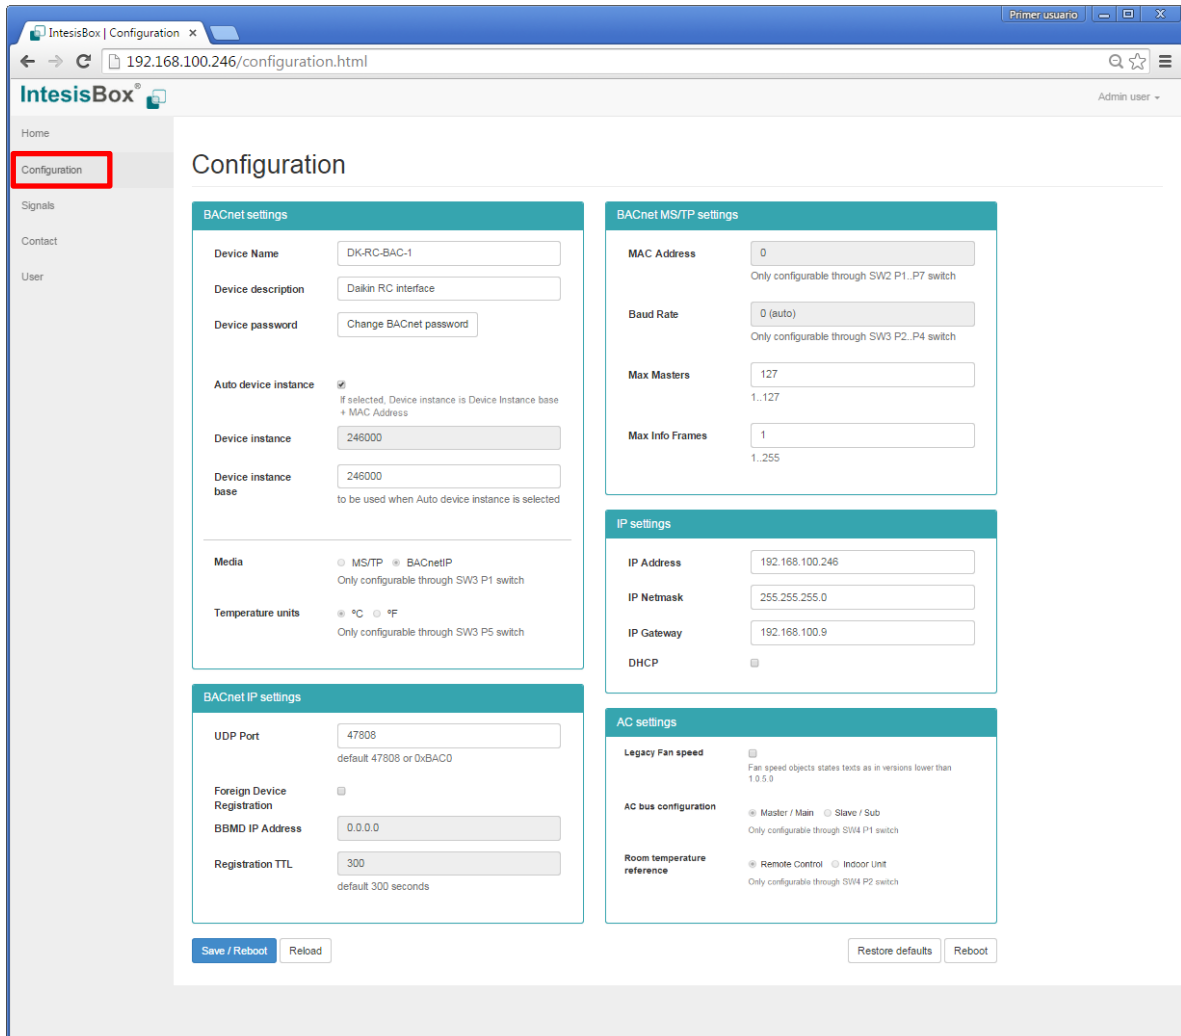 Primer usuario
IntesisBox | Configuration
192.168.100.246/configuration.html
IntesisBox®
Admin user
Home
Configuration
Signals
Contact
User
Configuration
BACnet settings
Device Name
DK-RC-BAC-1
Device description
Daikin RC interface
Device password
Change BACnet password
Auto device instance
If selected, Device instance is Device Instance base
+ MAC Address
Device instance
246000
Device instance
base
246000
to be used when Auto device instance is selected
Media
MS/TP BACnetIP
Only configurable through SW3 P1 switch
Temperature units
ºC ºF
Only configurable through SW3 P5 switch
BACnet IP settings
UDP Port
47808
default 47808 or 0xBAC0
Foreign Device
Registration
BBMD IP Address
0.0.0.0
Registration TTL
300
default 300 seconds
BACnet MS/TP settings
MAC Address
0
Only configurable through SW2 P1..P7 switch
Baud Rate
0 (auto)
Only configurable through SW3 P2..P4 switch
Max Masters
127
1..127
Max Info Frames
1
1..255
IP settings
IP Address
192.168.100.246
IP Netmask
255.255.255.0
IP Gateway
192.168.100.9
DHCP
AC settings
Legacy Fan speed
Fan speed objects states texts as in versions lower than
1.0.5.0
AC bus configuration
Master / Main Slave / Sub
Only configurable through SW4 P1 switch
Room temperature
reference
Remote Control Indoor Unit
Only configurable through SW4 P2 switch
Save / Reboot
Reload
Restore defaults
Reboot